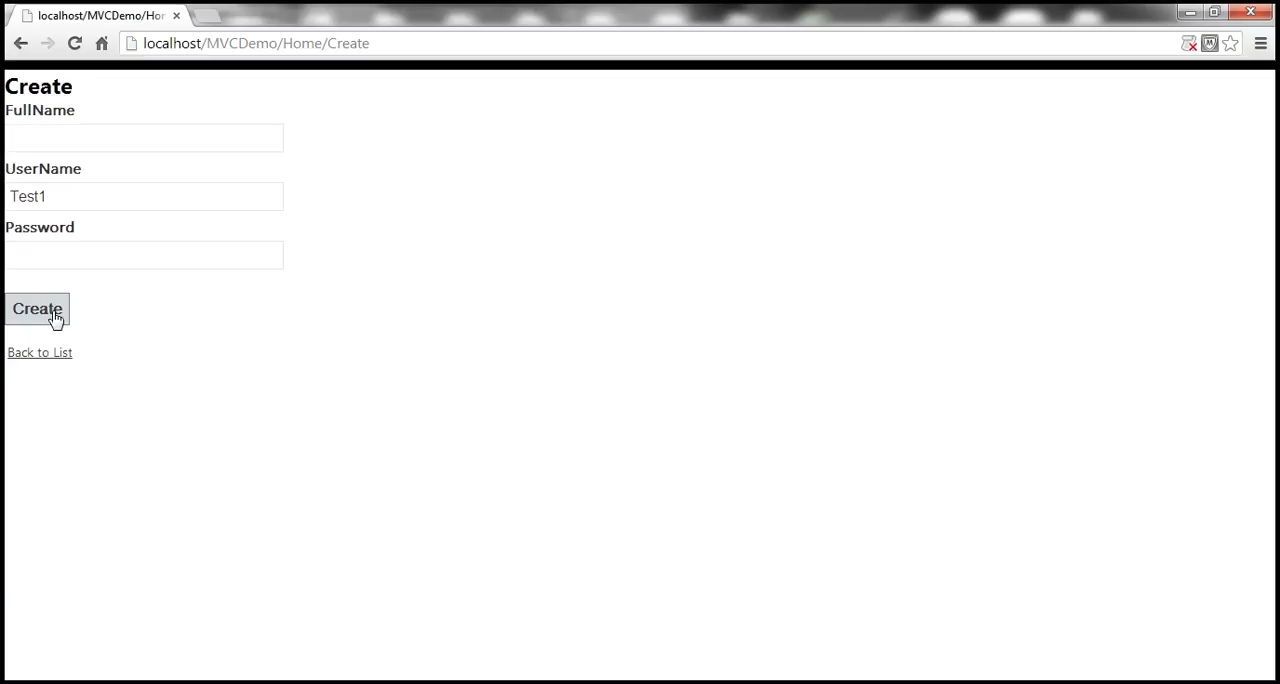 localhost/MVCDemo/Hor
localhost/MVCDemo/Home/Create
Create
FullName
UserName
Test1
Password
Create
Back to List